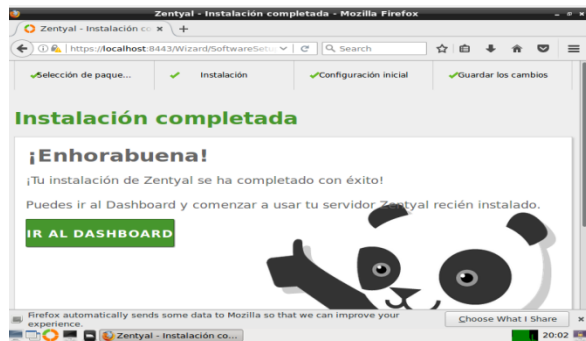 Zentyal - Instalación completada - Mozilla Firefox
Zentyal - Instalación co
https://localhost:8443/Wizard/SoftwareSetu
Search
Selección de paque...
Instalación
Configuración inicial
Guardar los cambios
Instalación completada
¡Enhorabuena!
¡Tu instalación de Zentyal se ha completado con éxito!
Puedes ir al Dashboard y comenzar a usar tu servidor Zentyal recién instalado.
IR AL DASHBOARD
Firefox automatically sends some data to Mozilla so that we can improve your
experience.
Choose What I Share
Zentyal - Instalación co...
20:02